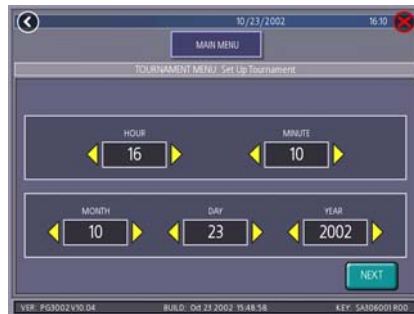 10/23/2002 16:10
MAIN MENU
TOURNAMENT MENU: Set Up Tournament
HOUR MINUTE
16 10
MONTH DAY YEAR
10 23 2002
NEXT
VER: PG3002 V10.04 BUILD: Oct 23 2002 15:48:58 KEY: SA306001 R00